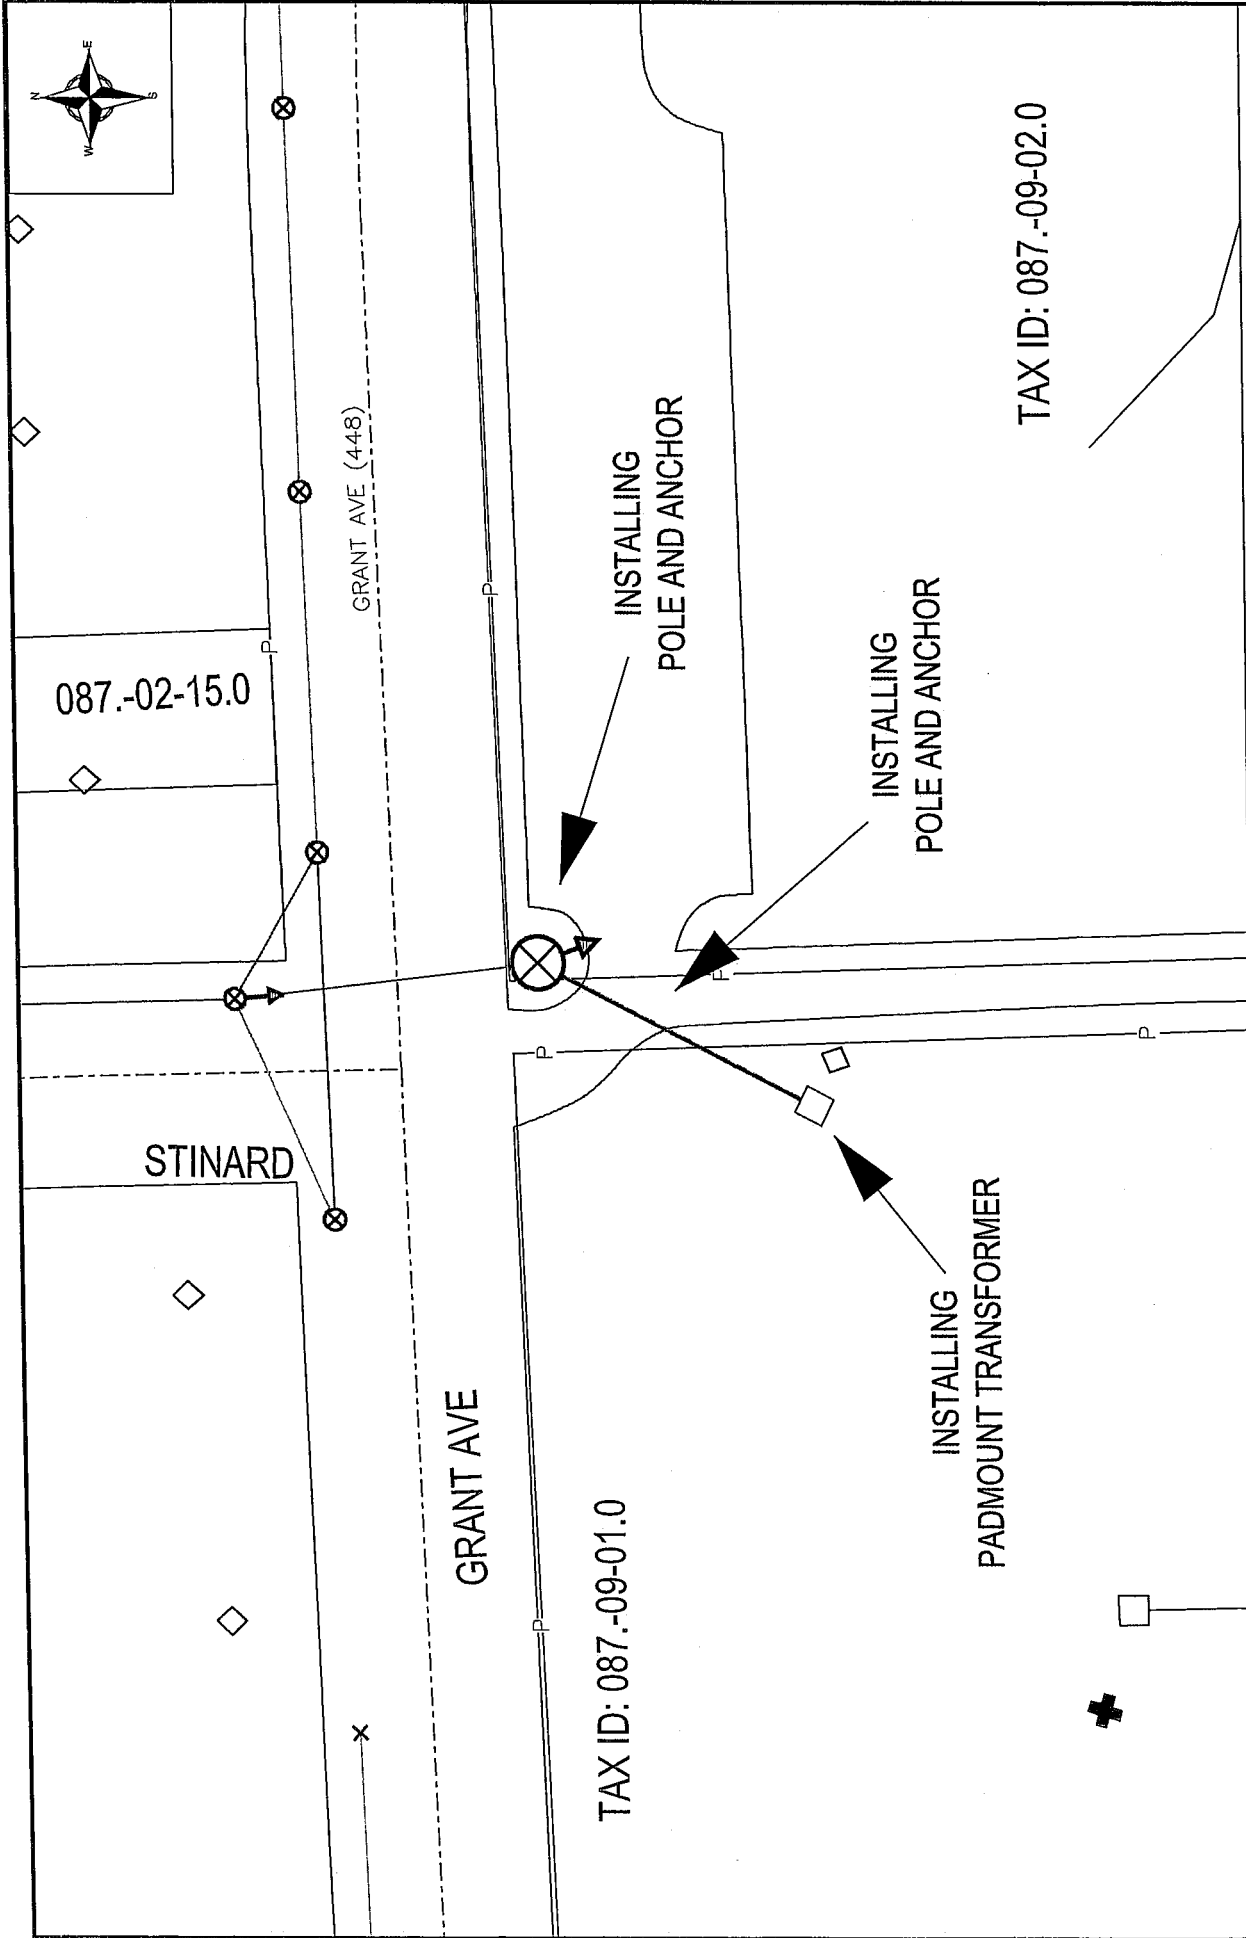 N
E
S
W
087.-02-15.0
P
GRANT AVE (448)
P
INSTALLING
POLE AND ANCHOR
TAX ID: 087.-09-02.0
INSTALLING
POLE AND ANCHOR
P
P
P
STINARD
GRANT AVE
P
TAX ID: 087.-09-01.0
INSTALLING
PADMOUNT TRANSFORMER